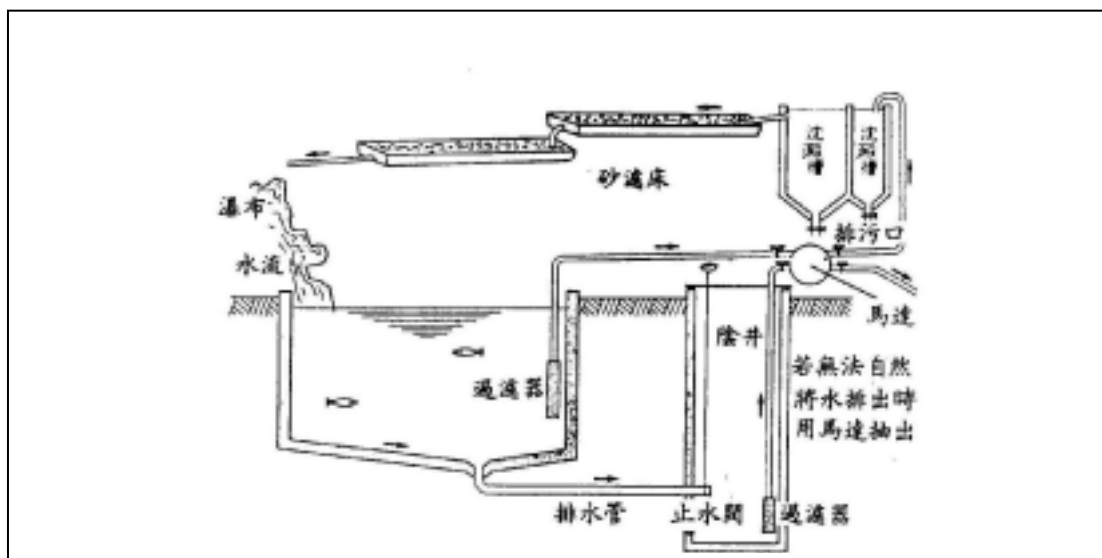 沈澱槽
沈澱槽
砂濾床
瀑布
排污口
水流
馬達
陰井
過濾器
若無法自然
將水排出時
用馬達抽出
排水管
止水閥
過濾器